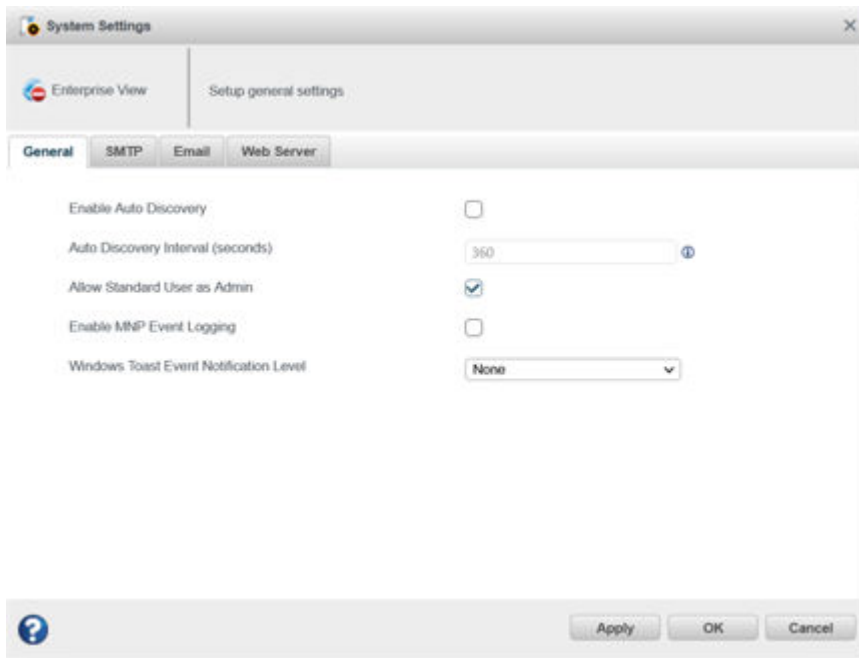 System Settings
Enterprise View
Setup general settings
General SMTP Email Web Server
Enable Auto Discovery
Auto Discovery Interval (seconds) 360
Allow Standard User as Admin
Enable MNP Event Logging
Windows Toast Event Notification Level None
Apply OK Cancel